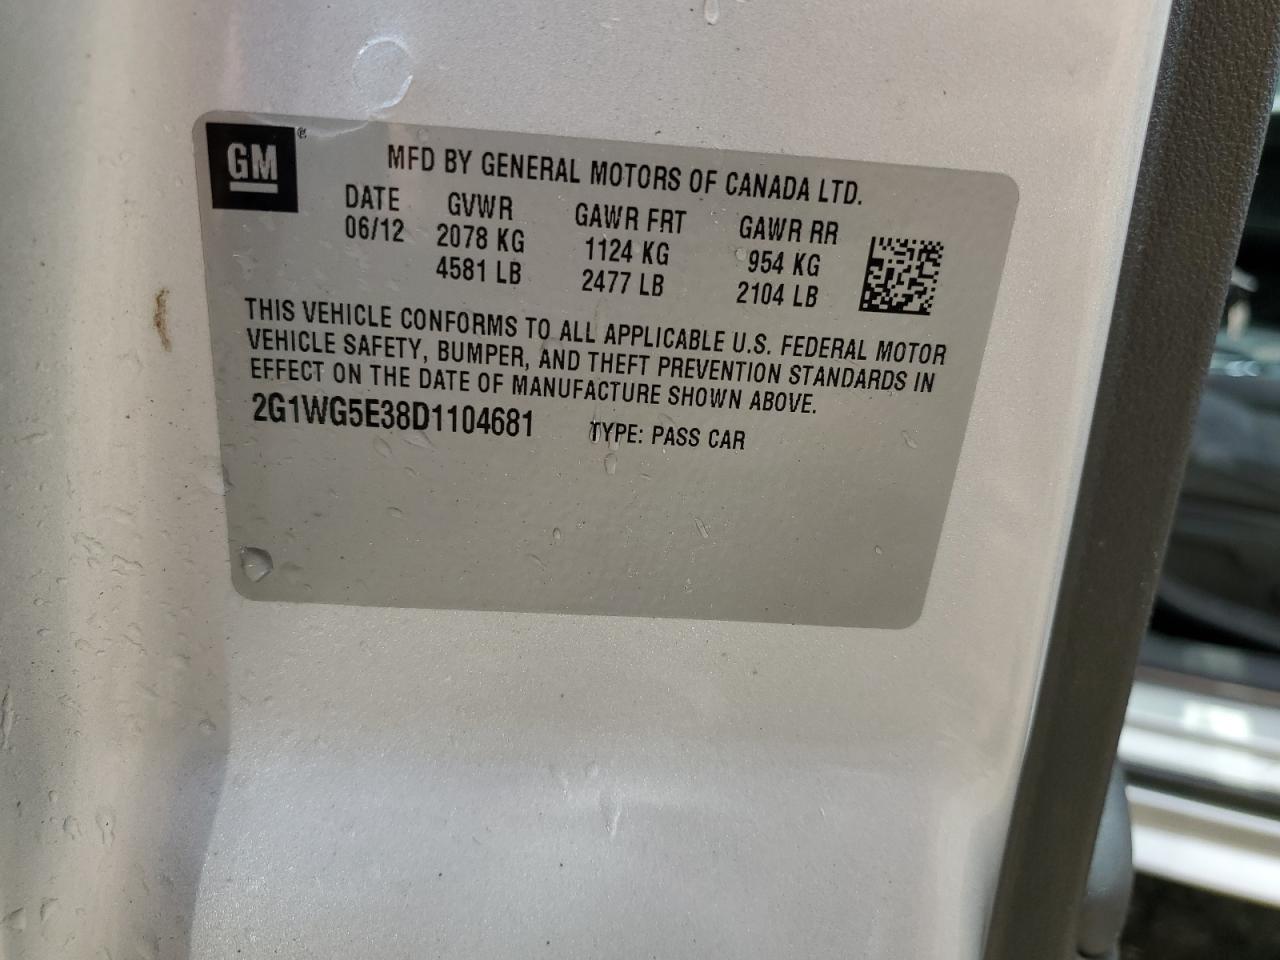 GM ®
MFD BY GENERAL MOTORS OF CANADA LTD.
DATE GVWR GAWR FRT GAWR RR
06/12 2078 KG 1124 KG 954 KG
4581 LB 2477 LB 2104 LB
THIS VEHICLE CONFORMS TO ALL APPLICABLE U.S. FEDERAL MOTOR
VEHICLE SAFETY, BUMPER, AND THEFT PREVENTION STANDARDS IN
EFFECT ON THE DATE OF MANUFACTURE SHOWN ABOVE.
2G1WG5E38D1104681 TYPE: PASS CAR